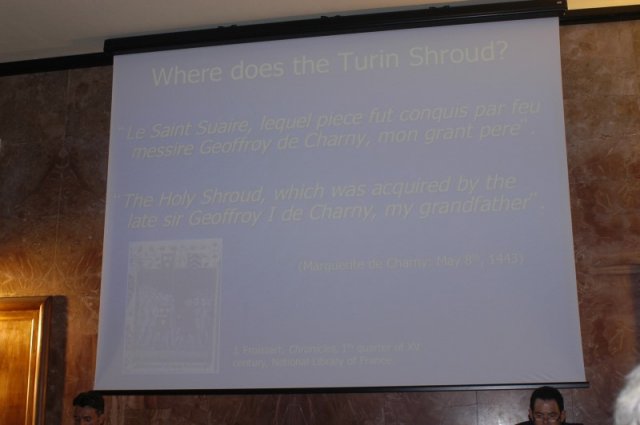 Where does the Turin Shroud?
"Le Saint Suaire, lequel piece fut conquis par feu
messire Geoffroy de Charny, mon grant pere".
"The Holy Shroud, which was acquired by the
late sir Geoffroy I de Charny, my grandfather".
(Marguerite de Charny: May 8th, 1443)
J. Froissart, Chronicles, 1st quarter of XV
century, National Library of France